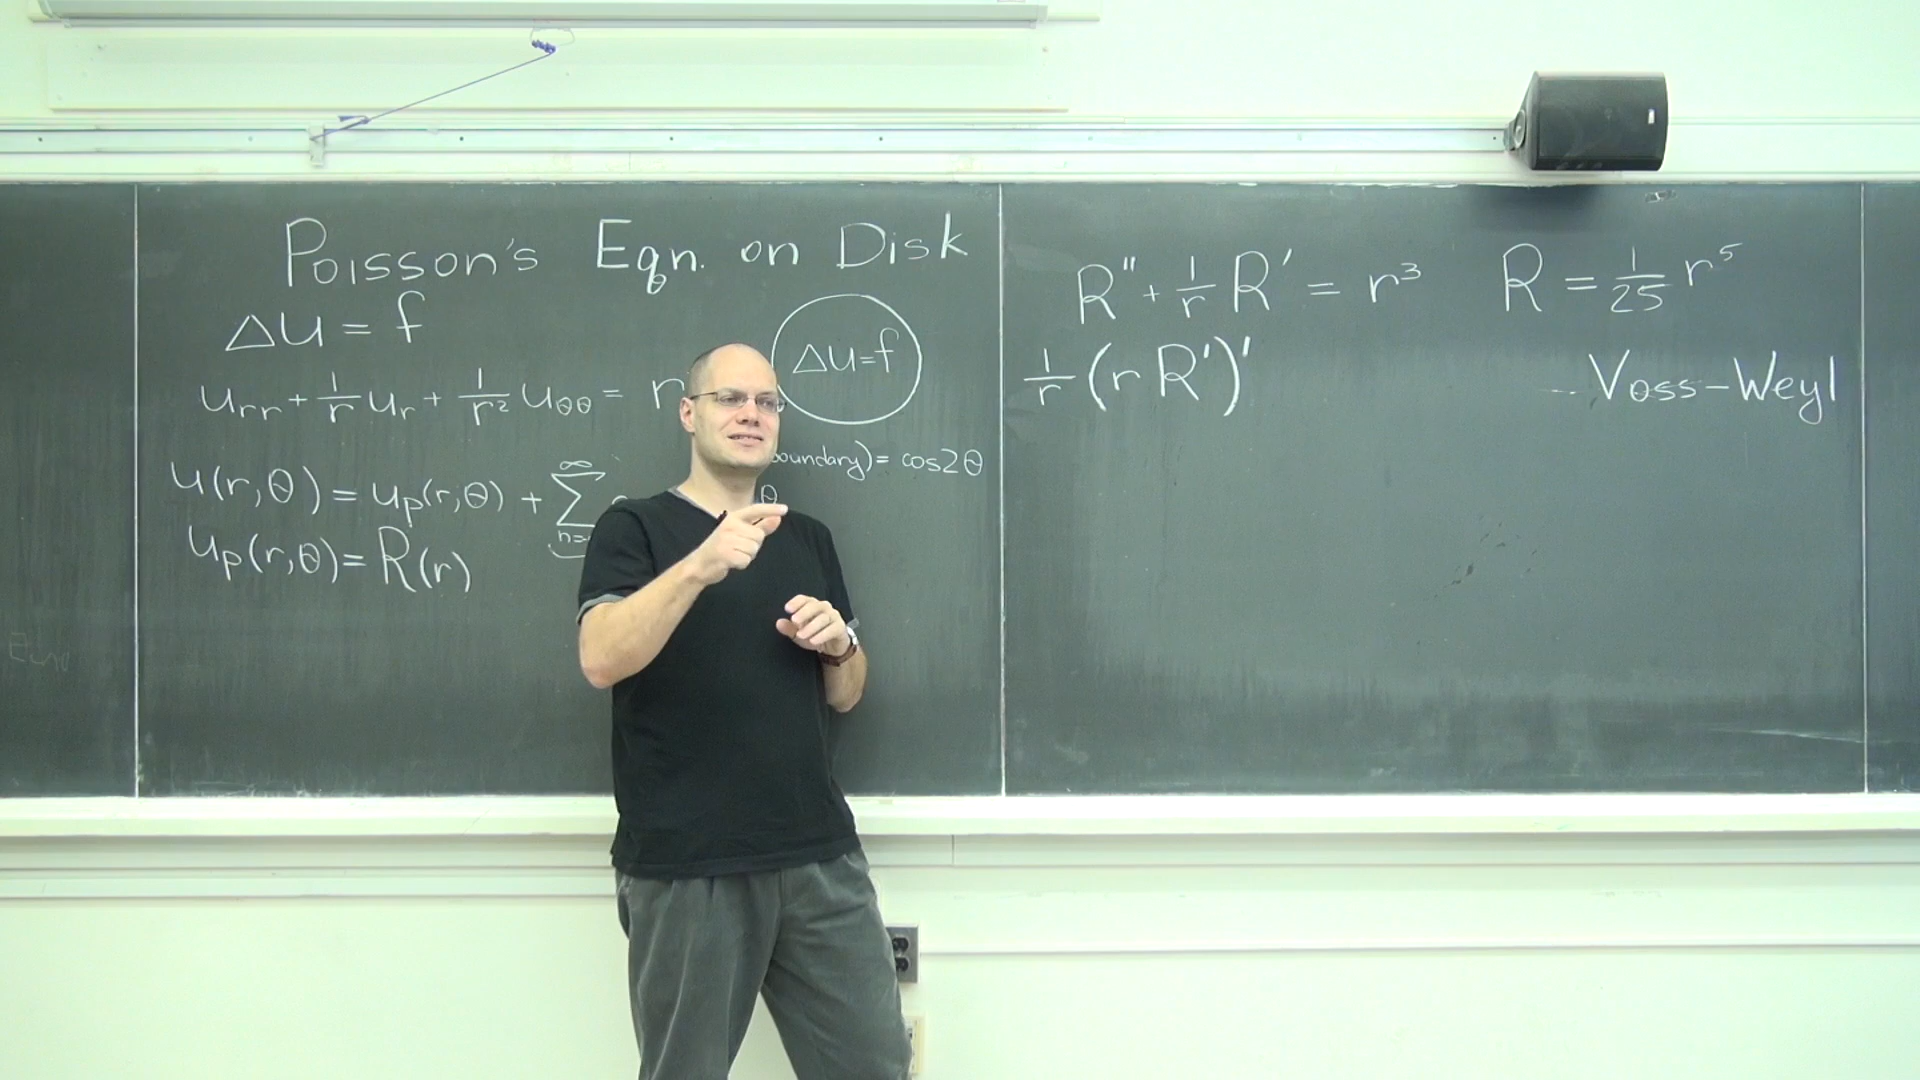 Poisson's Eqn. on Disk
Δu = f
Δu=f
u_rr + 1/r u_r + 1/r² u_θθ = r
boundary) = cos2θ
u(r,θ) = u_p(r,θ) + ∑ ∞ n=
θ
u_p(r,θ) = R(r)
R'' + 1/r R' = r³
R = 1/25 r⁵
1/r (r R')'
Voss-Weyl